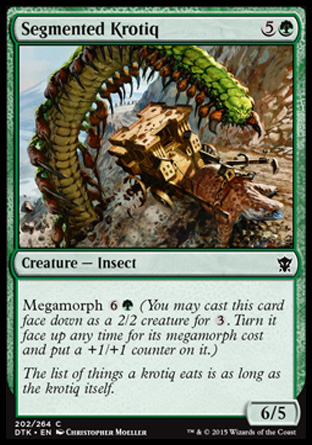 Segmented Krotiq 5
Creature — Insect
Megamorph 6 (You may cast this card
face down as a 2/2 creature for 3. Turn it
face up any time for its megamorph cost
and put a +1/+1 counter on it.)
The list of things a krotiq eats is as long as
the krotiq itself.
6/5
202/264 C
DTK • EN Christopher Moeller ™ & © 2015 Wizards of the Coast